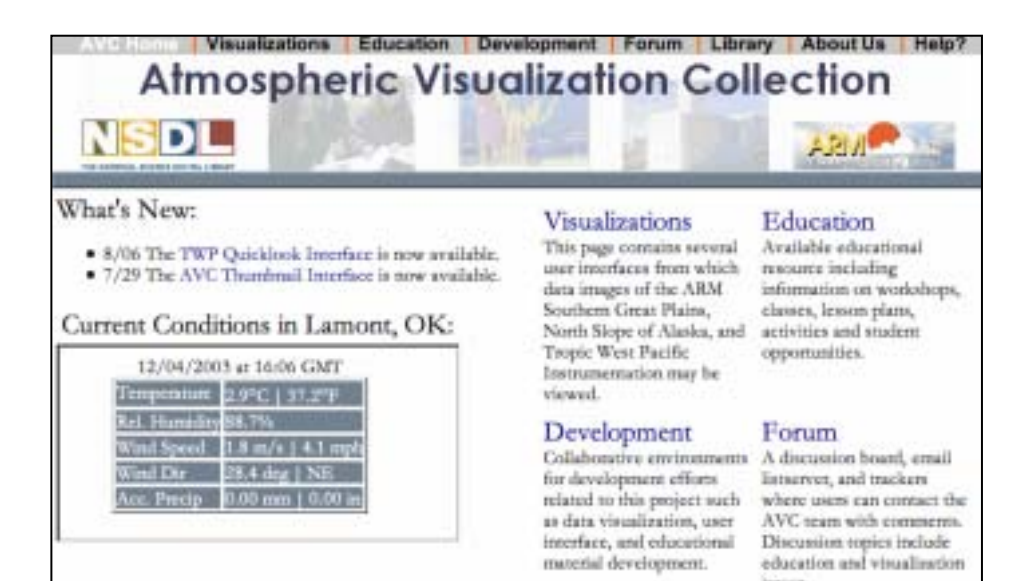 AVC Home | Visualizations | Education | Development | Forum | Library | About Us | Help?
Atmospheric Visualization Collection
NSDL
ARM
What's New:
• 8/06 The TWP Quicklook Interface is now available.
• 7/29 The AVC Thumbnail Interface is now available.
Current Conditions in Lamont, OK:
12/04/2003 at 16:06 GMT
Temperature 2.9°C | 37.2°F
Rel. Humidity 88.7%
Wind Speed 1.8 m/s | 4.1 mph
Wind Dir 28.4 deg | NE
Acc. Precip 0.00 mm | 0.00 in
Visualizations
This page contains several
user interfaces from which
data images of the ARM
Southern Great Plains,
North Slope of Alaska, and
Tropic West Pacific
Instrumentation may be
viewed.
Education
Available educational
resource including
information on workshops,
classes, lesson plans,
activities and student
opportunities.
Development
Collaborative environments
for development efforts
related to this project such
as data visualization, user
interface, and educational
material development.
Forum
A discussion board, email
listserver, and trackers
where users can contact the
AVC team with comments.
Discussion topics include
education and visualization